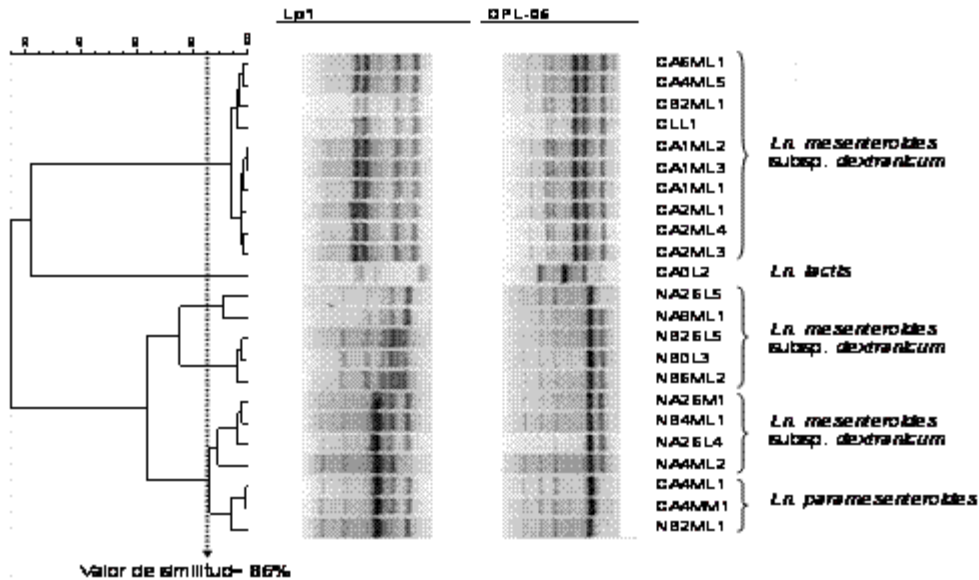 Lp1 OPL-05
CA6ML1
CA4ML5
CB2ML1
CLL1
CA1ML2
CA1ML3
CA1ML1
CA2ML1
CA2ML4
CA2ML3
Ln. mesenteroides
subsp. dextranicum
CA0L2
Ln. lactis
NA26L5
NA8ML1
NB26L5
NB0L3
NB6ML2
Ln. mesenteroides
subsp. dextranicum
NA26M1
NB4ML1
NA26L4
NA4ML2
Ln. mesenteroides
subsp. dextranicum
CA4ML1
CA4MM1
NB2ML1
Ln. paramesenteroides
Valor de similitud= 86%